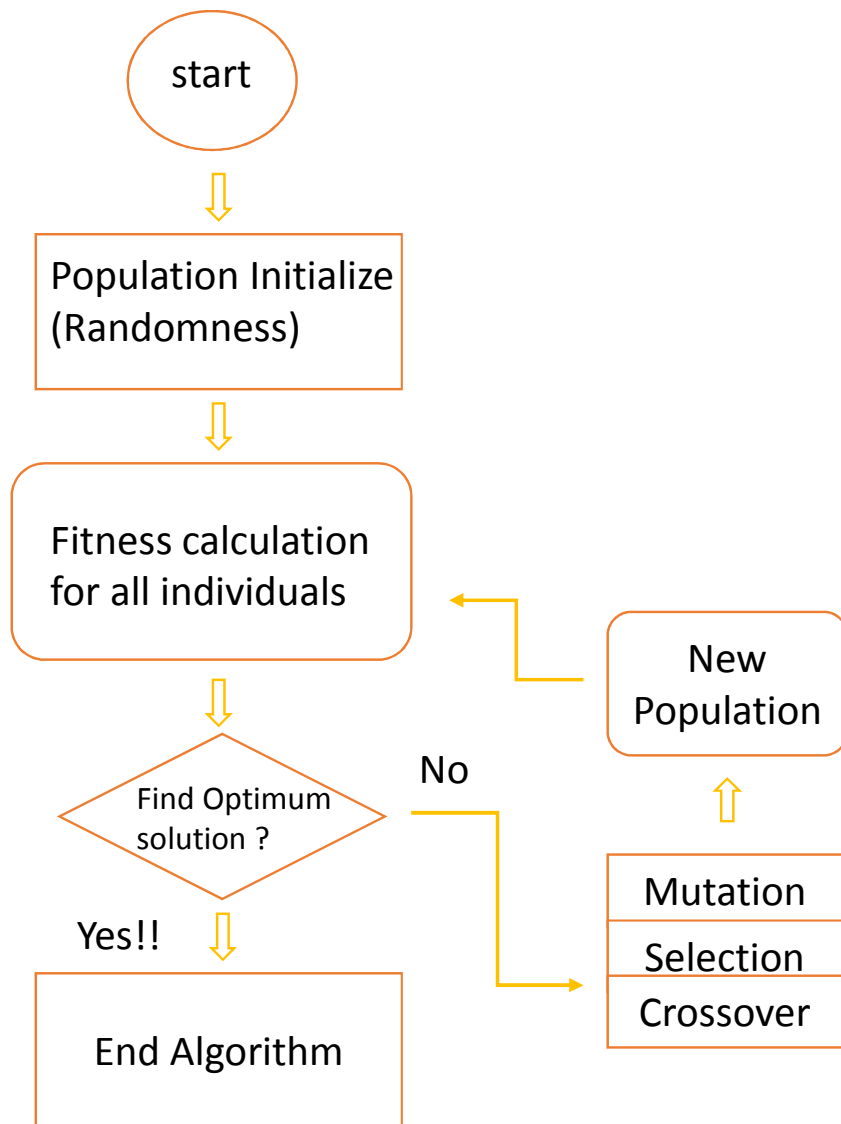 start
Population Initialize
(Randomness)
Fitness calculation
for all individuals
Find Optimum
solution ?
Yes!!
End Algorithm
No
Mutation
Selection
Crossover
New
Population